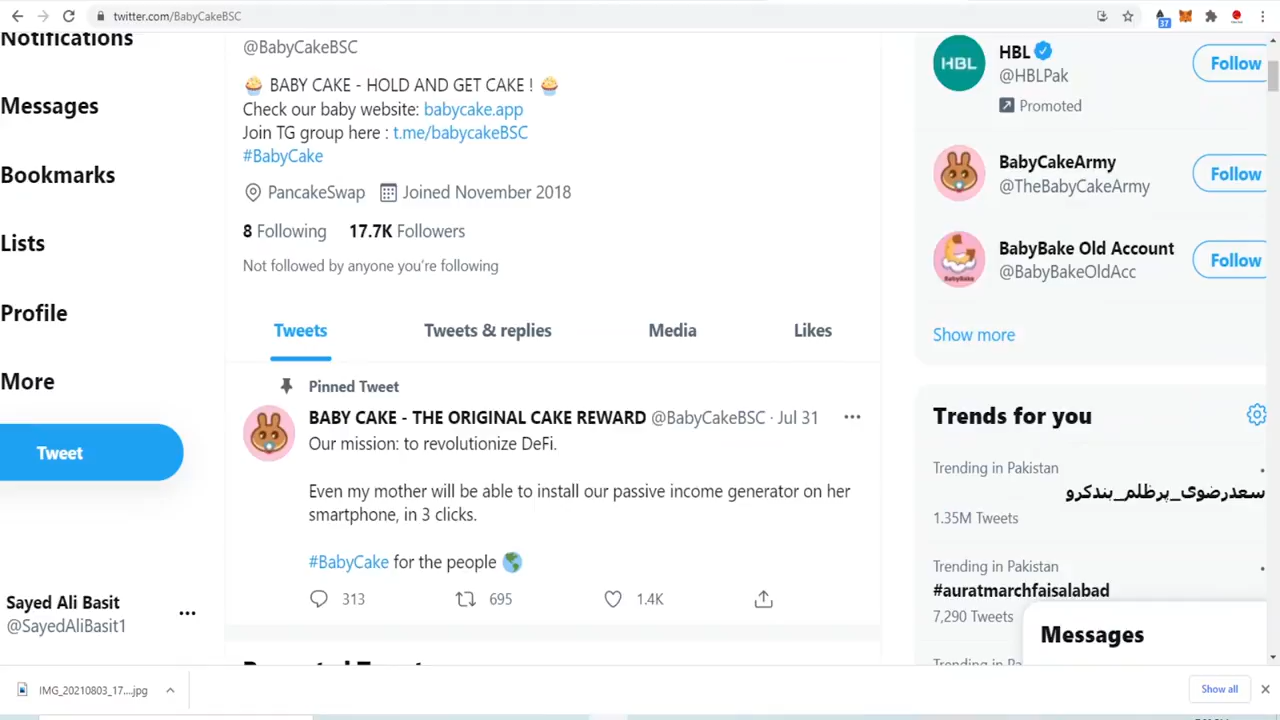 twitter.com/BabyCakeBSC
37
Notifications
Messages
Bookmarks
Lists
Profile
More
Tweet
Sayed Ali Basit
@SayedAliBasit1
@BabyCakeBSC
BABY CAKE - HOLD AND GET CAKE !
Check our baby website: babycake.app
Join TG group here : t.me/babycakeBSC
#BabyCake
PancakeSwap Joined November 2018
8 Following 17.7K Followers
Not followed by anyone you're following
Tweets Tweets & replies Media Likes
Pinned Tweet
BABY CAKE - THE ORIGINAL CAKE REWARD @BabyCakeBSC · Jul 31
Our mission: to revolutionize DeFi.
Even my mother will be able to install our passive income generator on her
smartphone, in 3 clicks.
#BabyCake for the people
313 695 1.4K
HBL
HBL
@HBLPak
Promoted
Follow
BabyCakeArmy
@TheBabyCakeArmy
Follow
BabyBake Old Account
@BabyBakeOldAcc
Follow
Show more
Trends for you
Trending in Pakistan
سعدرضوی_پرظلم_بندکرو
1.35M Tweets
Trending in Pakistan
#auratmarchfaisalabad
7,290 Tweets
Messages
IMG_20210803_17....jpg
Show all